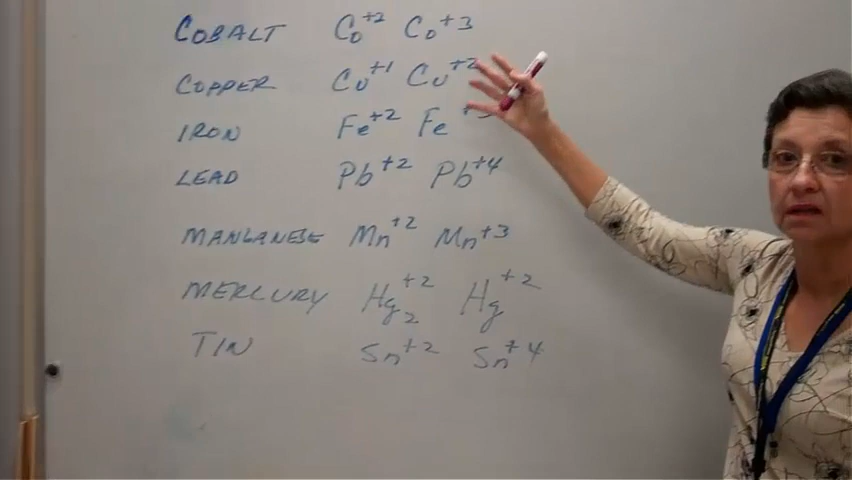 COBALT Co+2 Co+3
COPPER Cu+1 Cu+2
IRON Fe+2 Fe +3
LEAD Pb+2 Pb+4
MANGANESE Mn+2 Mn+3
MERCURY Hg2+2 Hg+2
TIN Sn+2 Sn+4